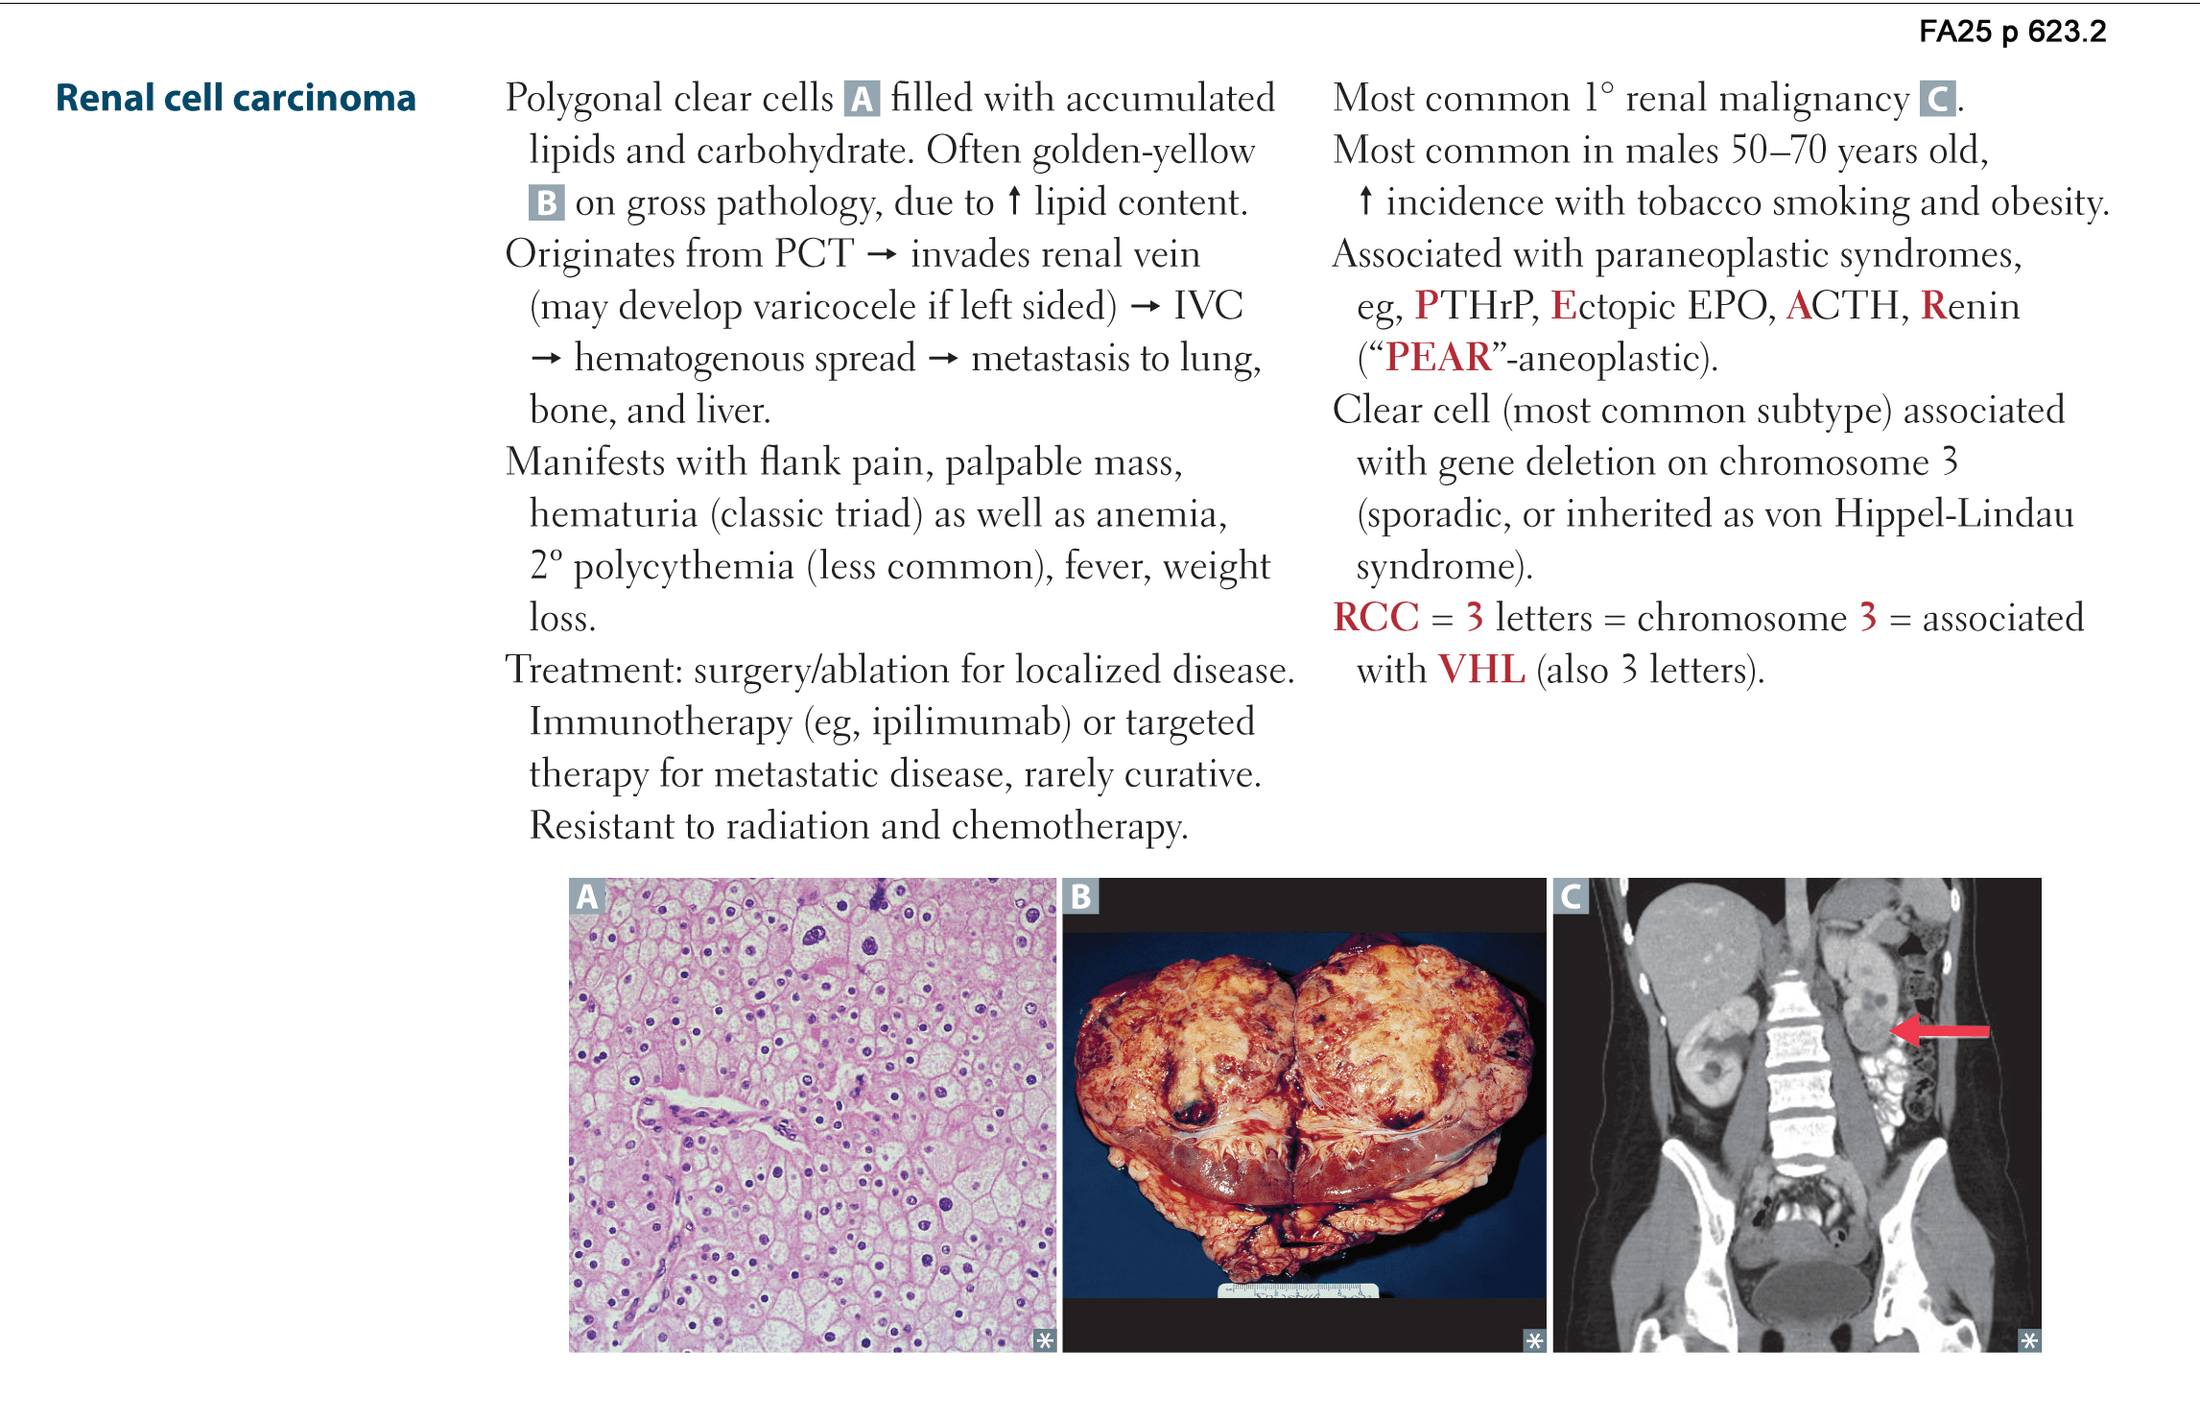 FA25 p 623.2
Renal cell carcinoma
Polygonal clear cells A filled with accumulated
lipids and carbohydrate. Often golden-yellow
B on gross pathology, due to ↑ lipid content.
Originates from PCT → invades renal vein
(may develop varicocele if left sided) → IVC
→ hematogenous spread → metastasis to lung,
bone, and liver.
Manifests with flank pain, palpable mass,
hematuria (classic triad) as well as anemia,
2º polycythemia (less common), fever, weight
loss.
Treatment: surgery/ablation for localized disease.
Immunotherapy (eg, ipilimumab) or targeted
therapy for metastatic disease, rarely curative.
Resistant to radiation and chemotherapy.
Most common 1° renal malignancy C.
Most common in males 50–70 years old,
↑ incidence with tobacco smoking and obesity.
Associated with paraneoplastic syndromes,
eg, PTHrP, Ectopic EPO, ACTH, Renin
(“PEAR”-aneoplastic).
Clear cell (most common subtype) associated
with gene deletion on chromosome 3
(sporadic, or inherited as von Hippel-Lindau
syndrome).
RCC = 3 letters = chromosome 3 = associated
with VHL (also 3 letters).
A
B
C
*
*
*